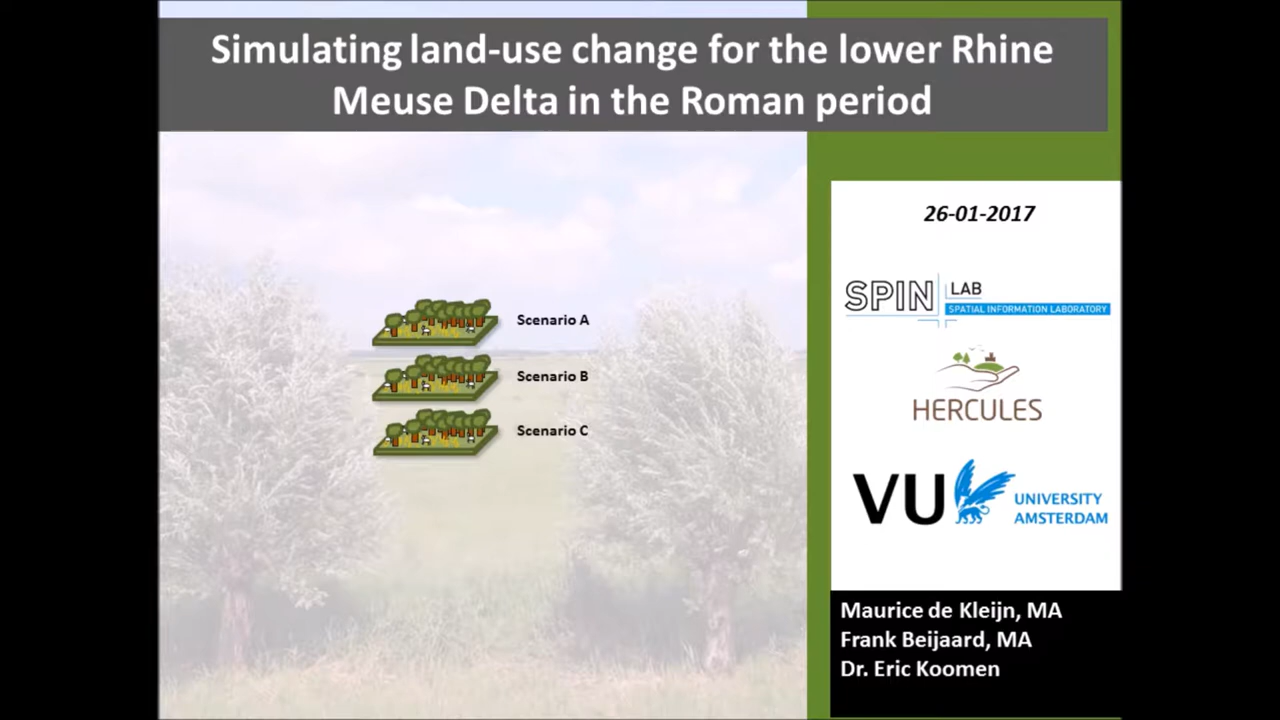 Simulating land-use change for the lower Rhine
Meuse Delta in the Roman period
26-01-2017
SPIN LAB
SPATIAL INFORMATION LABORATORY
Scenario A
Scenario B
Scenario C
HERCULES
VU UNIVERSITY
AMSTERDAM
Maurice de Kleijn, MA
Frank Beijaard, MA
Dr. Eric Koomen